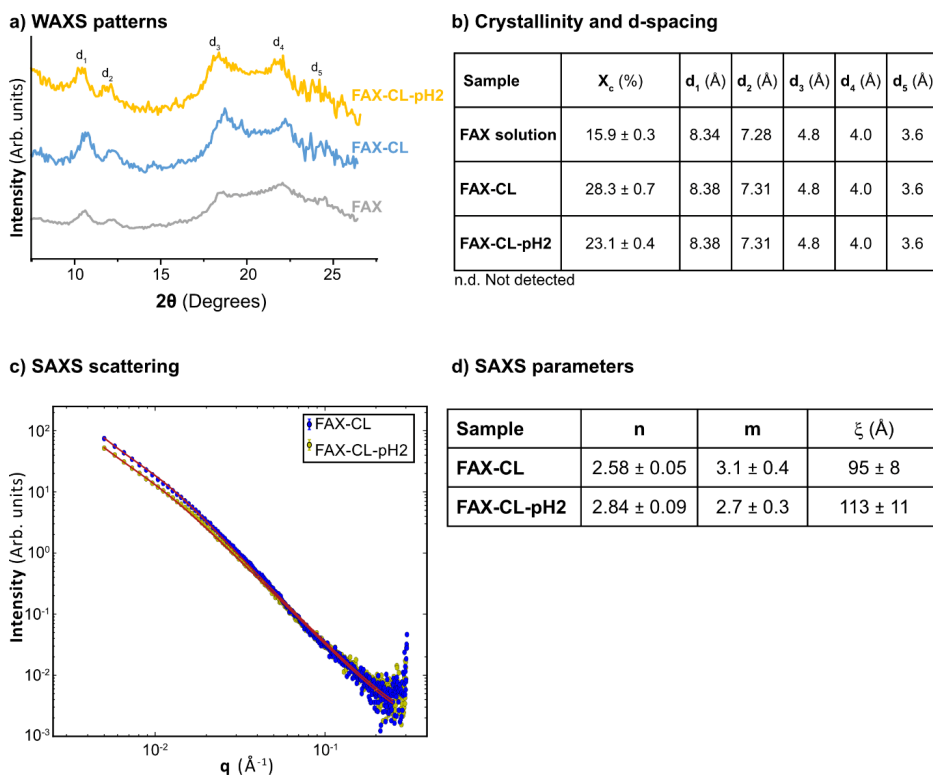 a) WAXS patterns
d1
d2
d3
d4
d5
FAX-CL-pH2
FAX-CL
FAX
Intensity (Arb. units)
10 15 20 25
2θ (Degrees)
b) Crystallinity and d-spacing
Sample Xc (%) d1 (Å) d2 (Å) d3 (Å) d4 (Å) d5 (Å)
FAX solution 15.9 ± 0.3 8.34 7.28 4.8 4.0 3.6
FAX-CL 28.3 ± 0.7 8.38 7.31 4.8 4.0 3.6
FAX-CL-pH2 23.1 ± 0.4 8.38 7.31 4.8 4.0 3.6
n.d. Not detected
c) SAXS scattering
FAX-CL
FAX-CL-pH2
10²
10¹
10⁰
10⁻¹
10⁻²
10⁻³
Intensity (Arb. units)
10⁻² 10⁻¹
q (Å⁻¹)
d) SAXS parameters
Sample n m ξ (Å)
FAX-CL 2.58 ± 0.05 3.1 ± 0.4 95 ± 8
FAX-CL-pH2 2.84 ± 0.09 2.7 ± 0.3 113 ± 11